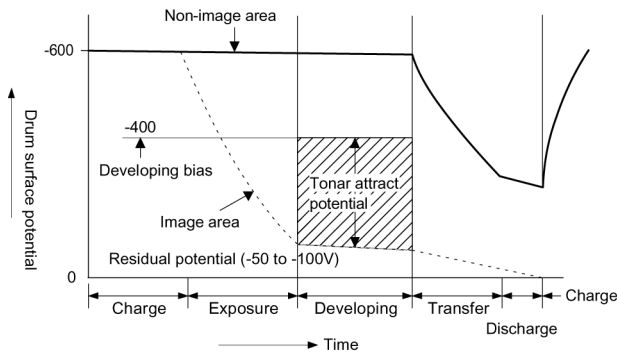 Non-image area
-600
-400
Developing bias
Tonar attract
potential
Image area
Residual potential (-50 to -100V)
0
Drum surface
potential
Charge
Exposure
Developing
Transfer
Charge
Discharge
Time